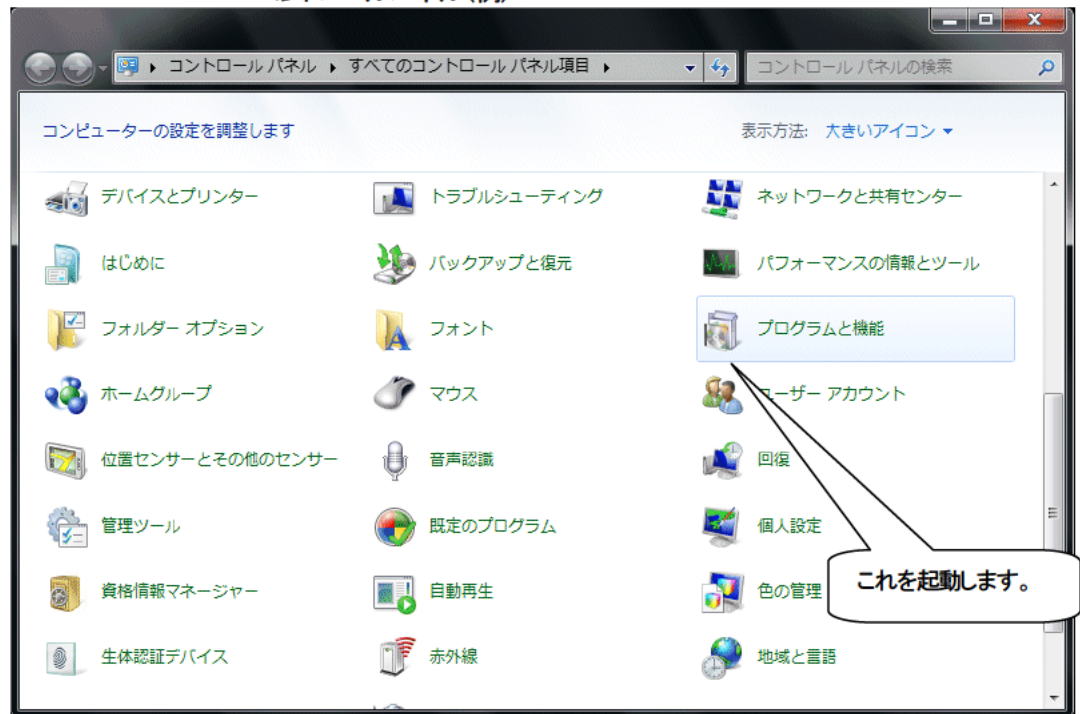 コントロール パネル ▸ すべてのコントロール パネル項目 ▸
コントロール パネルの検索
コンピューターの設定を調整します
表示方法: 大きいアイコン
デバイスとプリンター
トラブルシューティング
ネットワークと共有センター
はじめに
バックアップと復元
パフォーマンスの情報とツール
フォルダー オプション
フォント
プログラムと機能
ホームグループ
マウス
ユーザー アカウント
位置センサーとその他のセンサー
音声認識
回復
管理ツール
既定のプログラム
個人設定
これを起動します。
資格情報マネージャー
自動再生
色の管理
生体認証デバイス
赤外線
地域と言語